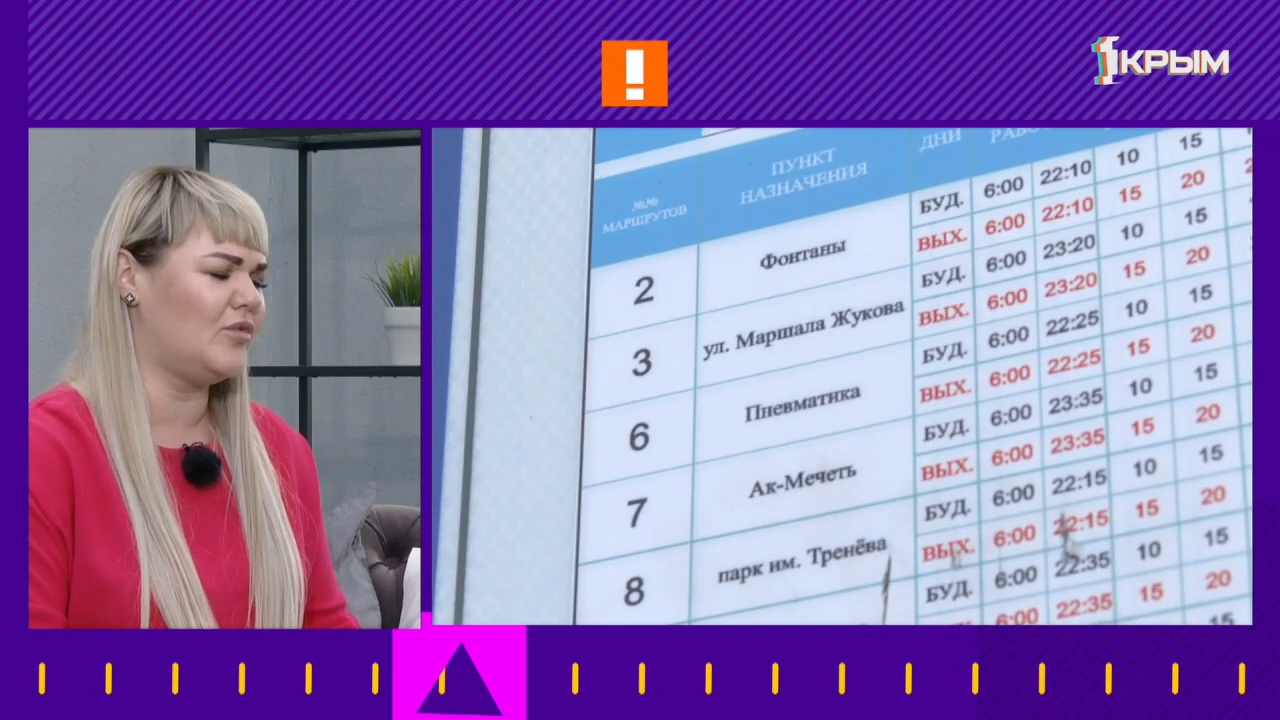 !
1КРЫМ
№№
МАРШРУТОВ
ПУНКТ
НАЗНАЧЕНИЯ
ДНИ
2
Фонтаны
БУД. 6:00 22:10 10 15
ВЫХ. 6:00 22:10 15 20
3
ул. Маршала Жукова
БУД. 6:00 23:20 10 15
ВЫХ. 6:00 23:20 15 20
6
Пневматика
БУД. 6:00 22:25 10 15
ВЫХ. 6:00 22:25 15 20
7
Ак-Мечеть
БУД. 6:00 23:35 10 15
ВЫХ. 6:00 23:35 15 20
8
парк им. Тренёва
БУД. 6:00 22:15 10 15
ВЫХ. 6:00 22:15 15 20
БУД. 6:00 22:35 10 15
6:00 22:35 15 20